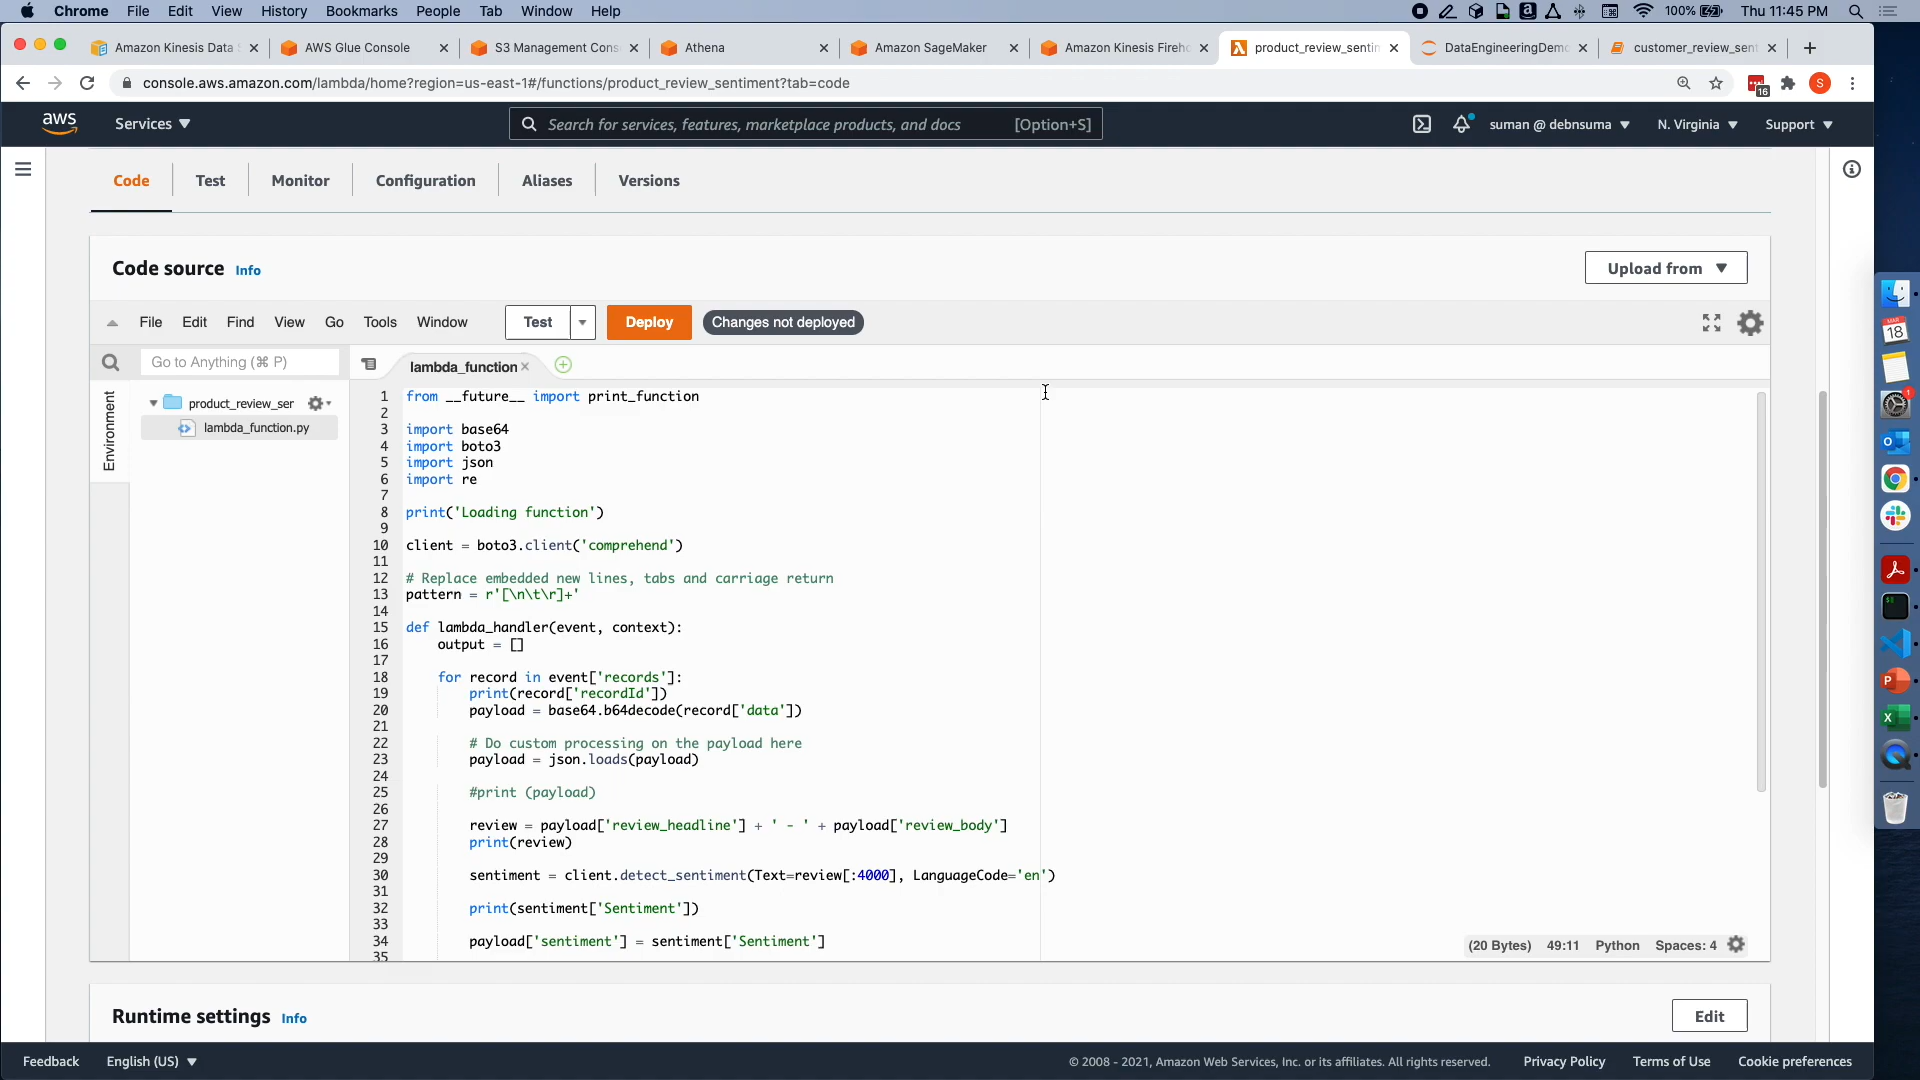 Chrome File Edit View History Bookmarks People Tab Window Help 100% Thu 11:45 PM
Amazon Kinesis Data S AWS Glue Console S3 Management Cons Athena Amazon SageMaker Amazon Kinesis Fireho product_review_sentin DataEngineeringDemo customer_review_sent
console.aws.amazon.com/lambda/home?region=us-east-1#/functions/product_review_sentiment?tab=code 16 S
aws Services ▼ Search for services, features, marketplace products, and docs [Option+S] suman @ debnsuma ▼ N. Virginia ▼ Support ▼
Code Test Monitor Configuration Aliases Versions
Code source Info Upload from ▼
File Edit Find View Go Tools Window Test Deploy Changes not deployed
Go to Anything (⌘ P) lambda_function
Environment
product_review_ser
lambda_function.py
1 from __future__ import print_function
2
3 import base64
4 import boto3
5 import json
6 import re
7
8 print('Loading function')
9
10 client = boto3.client('comprehend')
11
12 # Replace embedded new lines, tabs and carriage return
13 pattern = r'[\n\t\r]+'
14
15 def lambda_handler(event, context):
16 output = []
17
18 for record in event['records']:
19 print(record['recordId'])
20 payload = base64.b64decode(record['data'])
21
22 # Do custom processing on the payload here
23 payload = json.loads(payload)
24
25 #print (payload)
26
27 review = payload['review_headline'] + ' - ' + payload['review_body']
28 print(review)
29
30 sentiment = client.detect_sentiment(Text=review[:4000], LanguageCode='en')
31
32 print(sentiment['Sentiment'])
33
34 payload['sentiment'] = sentiment['Sentiment']
35
(20 Bytes) 49:11 Python Spaces: 4
Runtime settings Info Edit
Feedback English (US) ▼ © 2008 - 2021, Amazon Web Services, Inc. or its affiliates. All rights reserved. Privacy Policy Terms of Use Cookie preferences
MAR
18
1